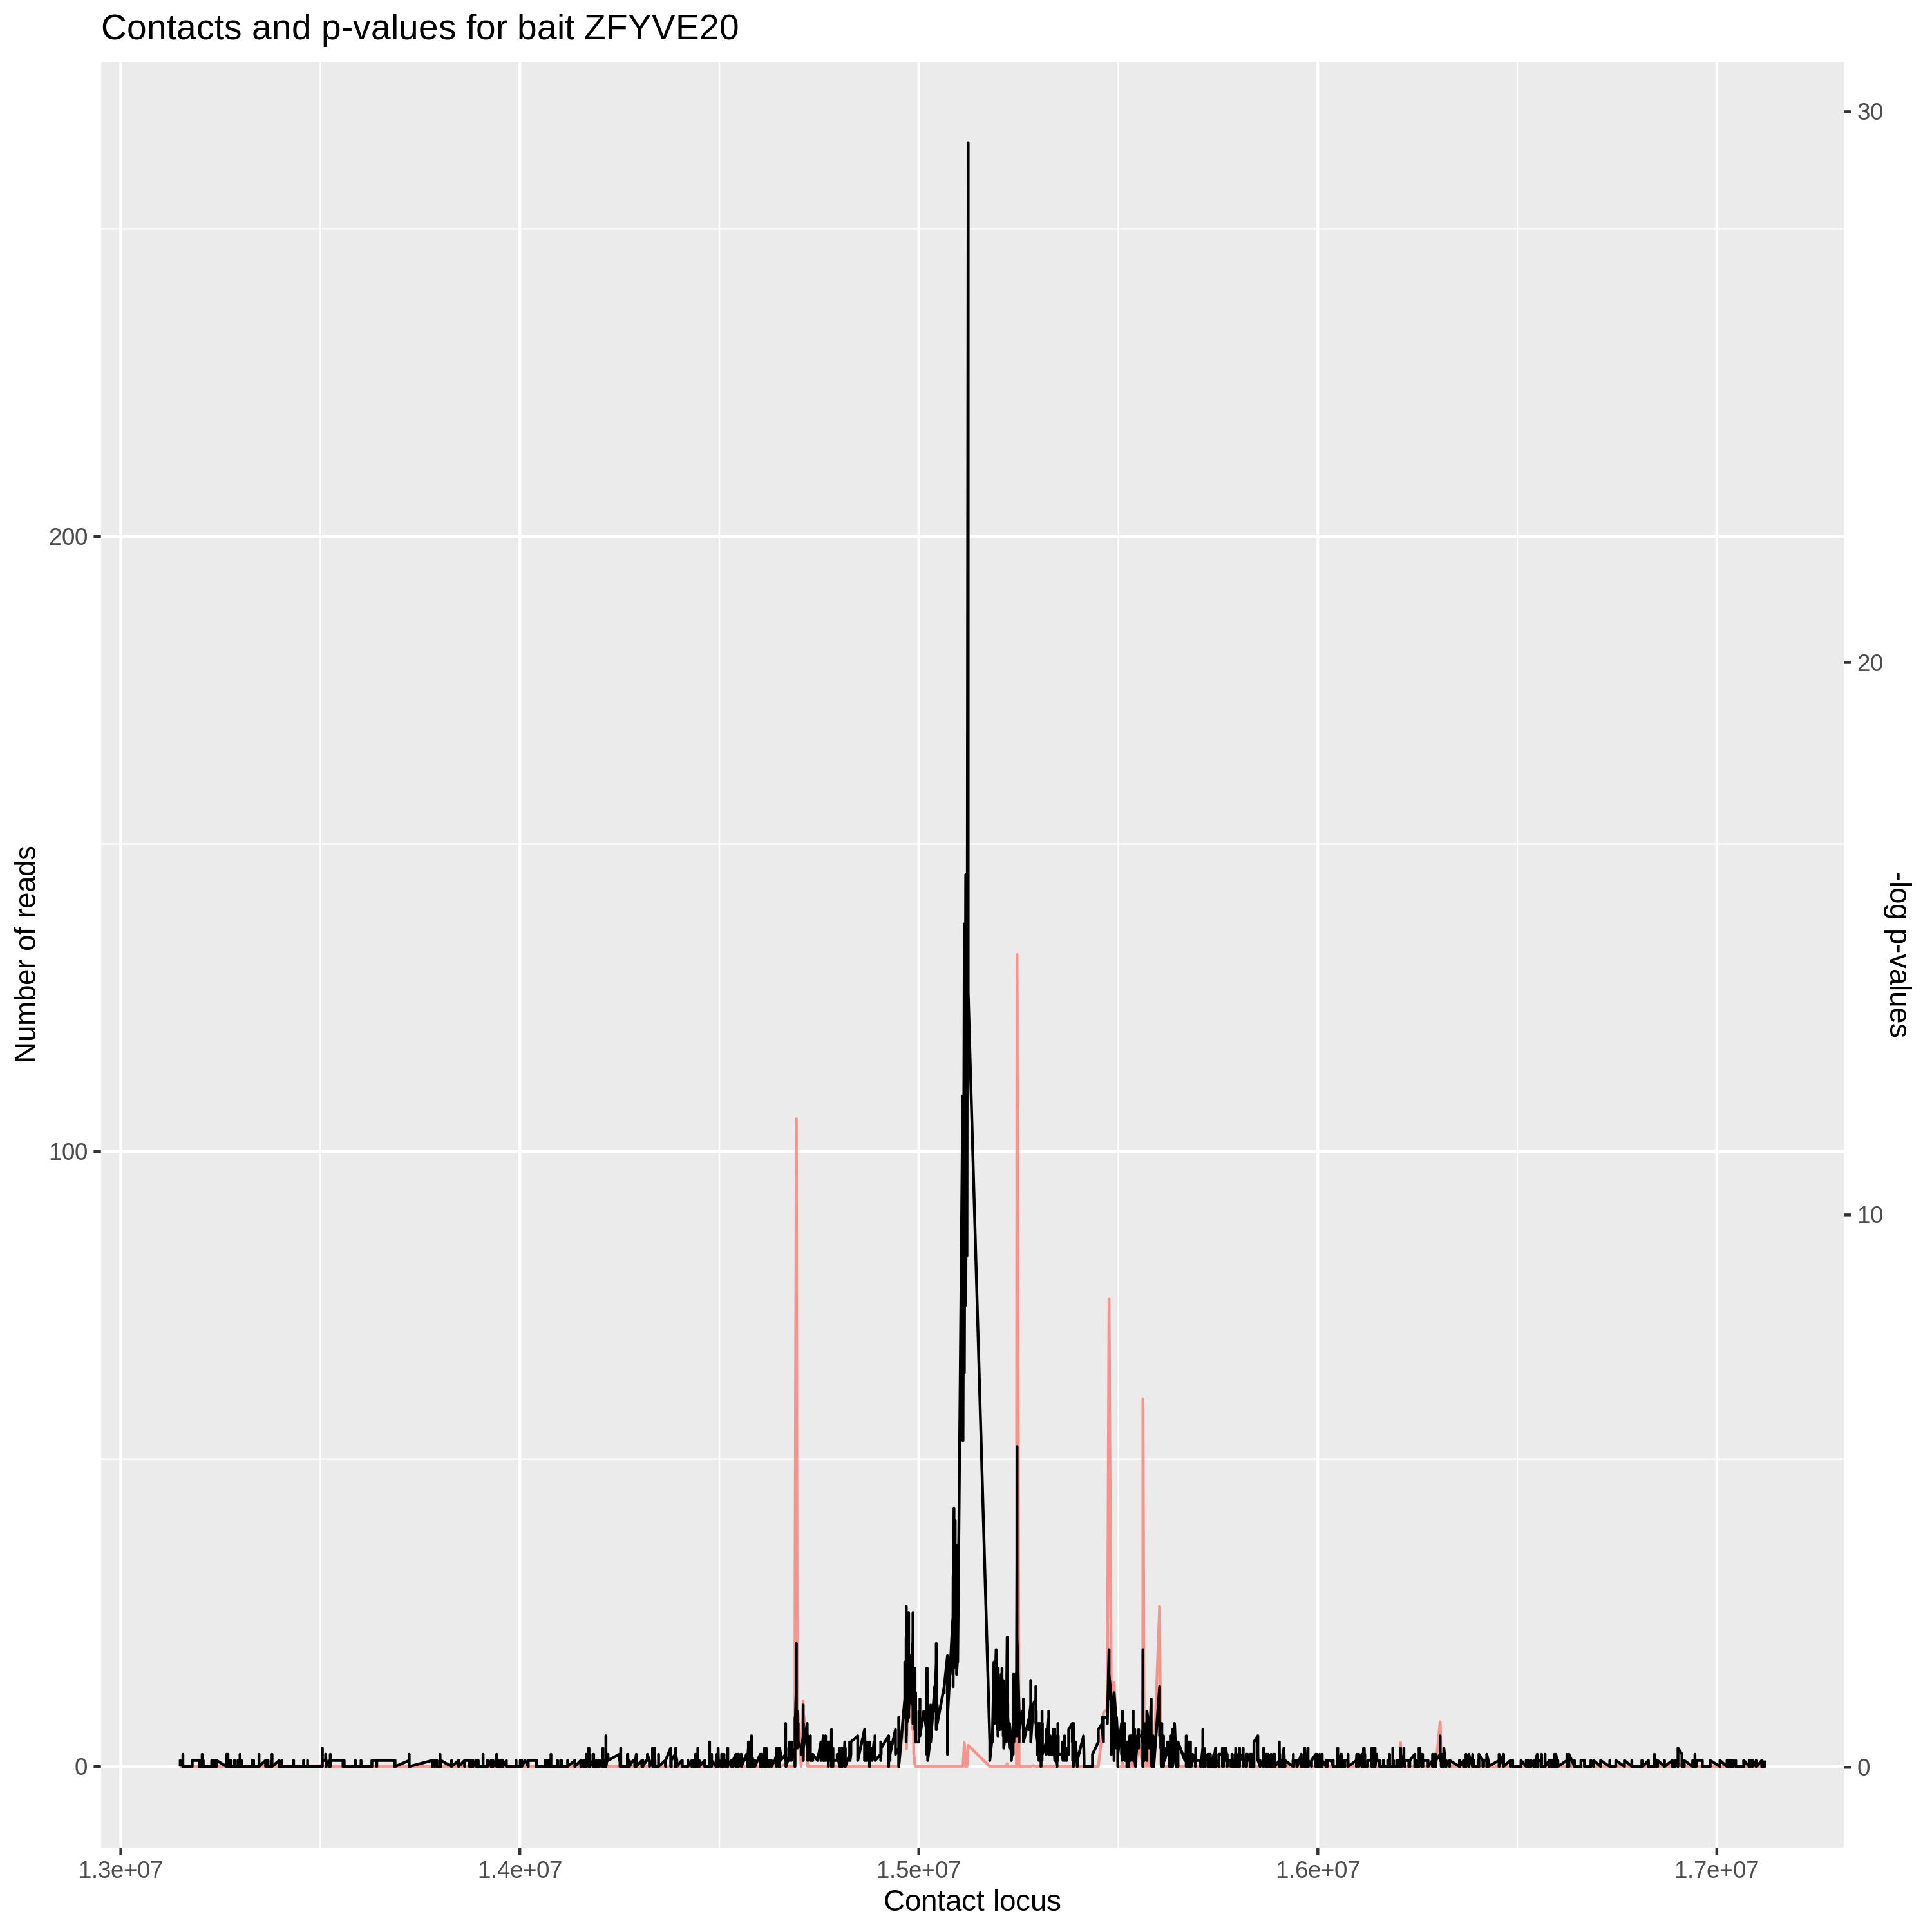 Contacts and p-values for bait ZFYVE20
30
200
20
Number of reads
-log p-values
100
10
0
0
1.3e+07
1.4e+07
1.5e+07
1.6e+07
1.7e+07
Contact locus